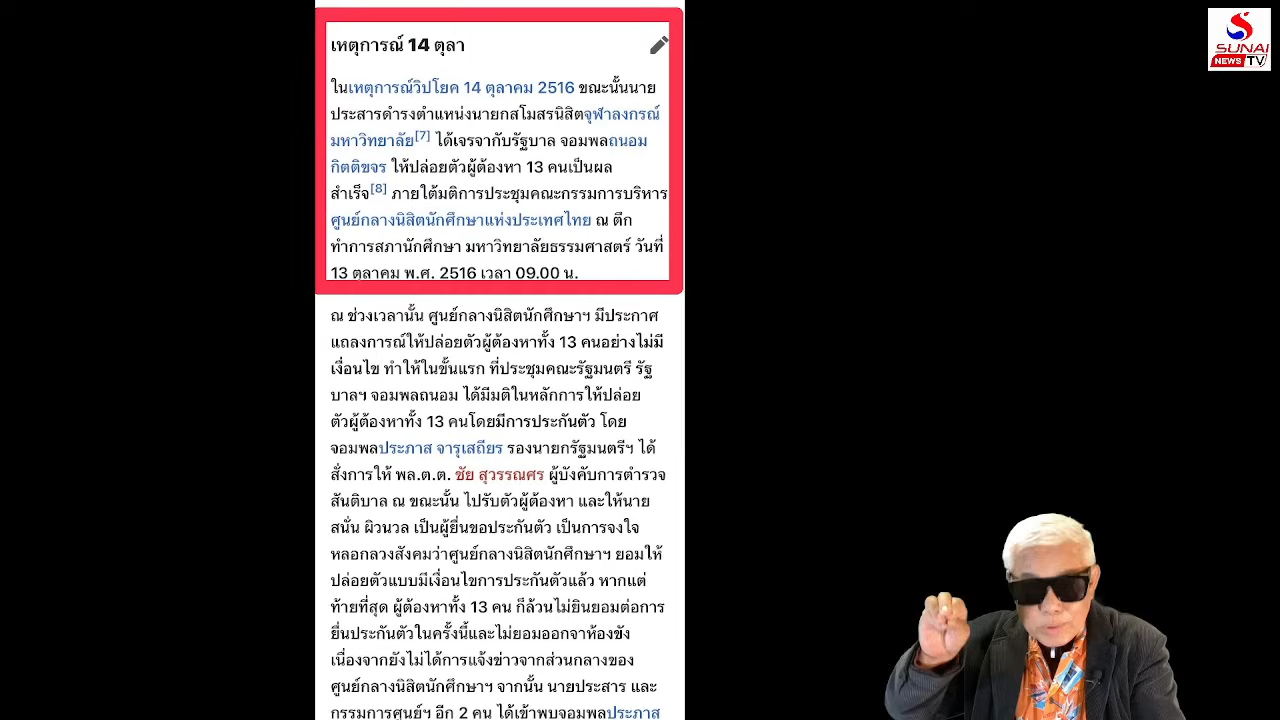 เหตุการณ์ 14 ตุลา
ในเหตุการณ์วิปโยค 14 ตุลาคม 2516 ขณะนั้นนาย
ประสารดำรงตำแหน่งนายกสโมสรนิสิตจุฬาลงกรณ์
มหาวิทยาลัย[7] ได้เจรจากับรัฐบาล จอมพลถนอม
กิตติขจร ให้ปล่อยตัวผู้ต้องหา 13 คนเป็นผล
สำเร็จ[8] ภายใต้มติการประชุมคณะกรรมการบริหาร
ศูนย์กลางนิสิตนักศึกษาแห่งประเทศไทย ณ ตึก
ทำการสภานักศึกษา มหาวิทยาลัยธรรมศาสตร์ วันที่
13 ตุลาคม พ.ศ. 2516 เวลา 09.00 น.
ณ ช่วงเวลานั้น ศูนย์กลางนิสิตนักศึกษาฯ มีประกาศ
แถลงการณ์ให้ปล่อยตัวผู้ต้องหาทั้ง 13 คนอย่างไม่มี
เงื่อนไข ทำให้ในขั้นแรก ที่ประชุมคณะรัฐมนตรี รัฐ
บาลฯ จอมพลถนอม ได้มีมติในหลักการให้ปล่อย
ตัวผู้ต้องหาทั้ง 13 คนโดยมีการประกันตัว โดย
จอมพลประภาส จารุเสถียร รองนายกรัฐมนตรีฯ ได้
สั่งการให้ พล.ต.ต. ชัย สุวรรณศร ผู้บังคับการตำรวจ
สันติบาล ณ ขณะนั้น ไปรับตัวผู้ต้องหา และให้นาย
สนั่น ผิวนวล เป็นผู้ยื่นขอประกันตัว เป็นการจงใจ
หลอกลวงสังคมว่าศูนย์กลางนิสิตนักศึกษาฯ ยอมให้
ปล่อยตัวแบบมีเงื่อนไขการประกันตัวแล้ว หากแต่
ท้ายที่สุด ผู้ต้องหาทั้ง 13 คน ก็ล้วนไม่ยินยอมต่อการ
ยื่นประกันตัวในครั้งนี้และไม่ยอมออกจาห้องขัง
เนื่องจากยังไม่ได้การแจ้งข่าวจากส่วนกลางของ
ศูนย์กลางนิสิตนักศึกษาฯ จากนั้น นายประสาร และ
กรรมการศูนย์ฯ อีก 2 คน ได้เข้าพบจอมพลประภาส
SUNAI
NEWS TV